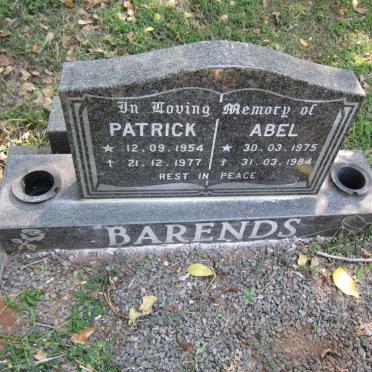 In Loving Memory of
PATRICK ABEL
★ 12.09.1954 ★ 30.03.1975
✝ 21.12.1977 ✝ 31.03.1984
REST IN PEACE
BARENDS